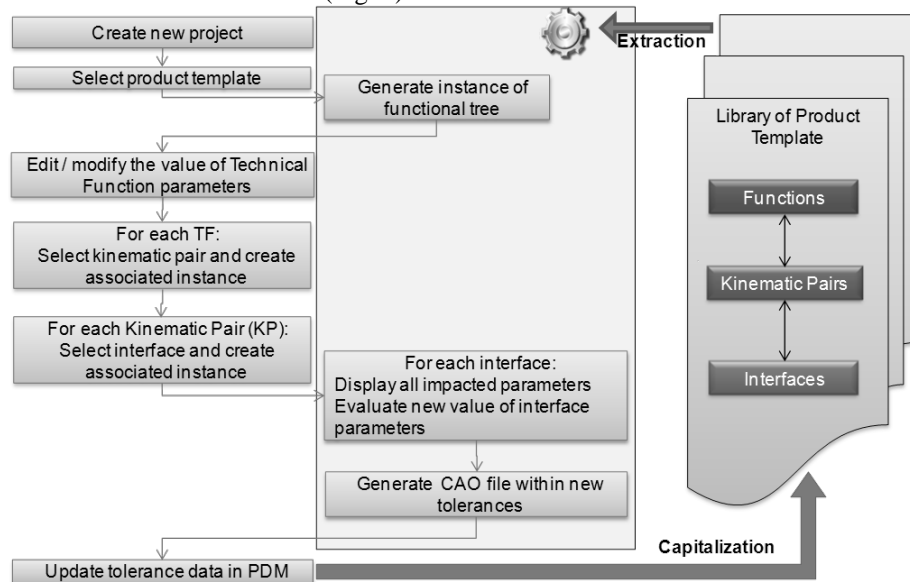 Create new project
Select product template
Generate instance of
functional tree
Edit / modify the value of Technical
Function parameters
For each TF:
Select kinematic pair and create
associated instance
For each Kinematic Pair (KP):
Select interface and create
associated instance
For each interface:
Display all impacted parameters
Evaluate new value of interface
parameters
Generate CAO file within new
tolerances
Update tolerance data in PDM
Extraction
Library of Product
Template
Functions
Kinematic Pairs
Interfaces
Capitalization